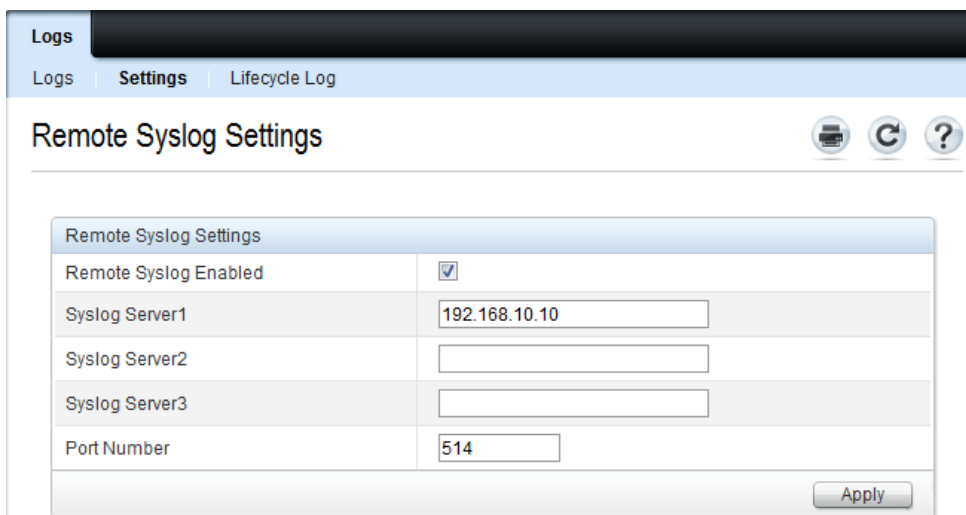 Logs
Logs Settings Lifecycle Log
Remote Syslog Settings
Remote Syslog Settings
Remote Syslog Enabled
Syslog Server1 192.168.10.10
Syslog Server2
Syslog Server3
Port Number 514
Apply